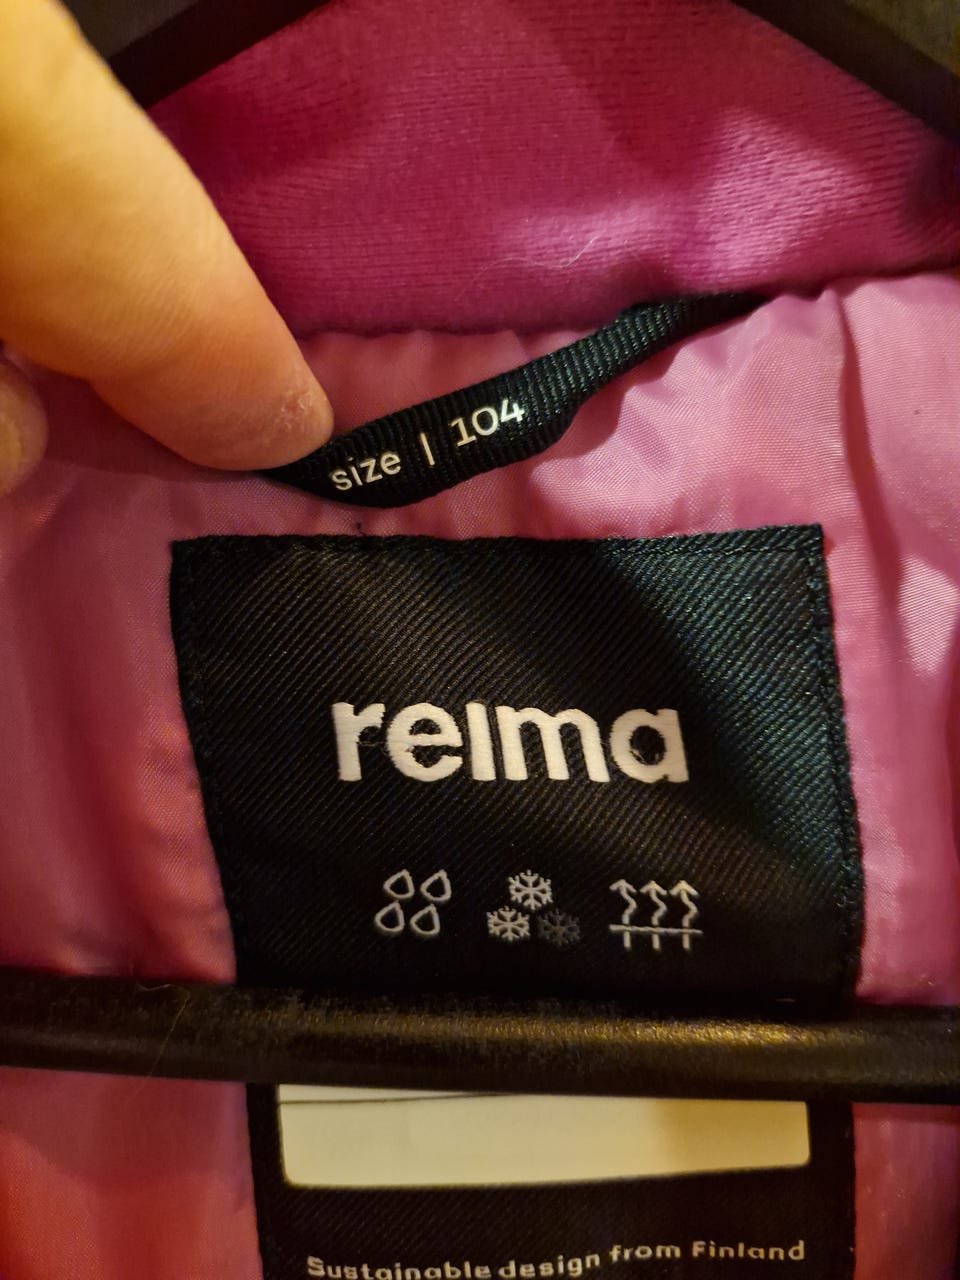 size | 104
reima
Sustainable design from Finland